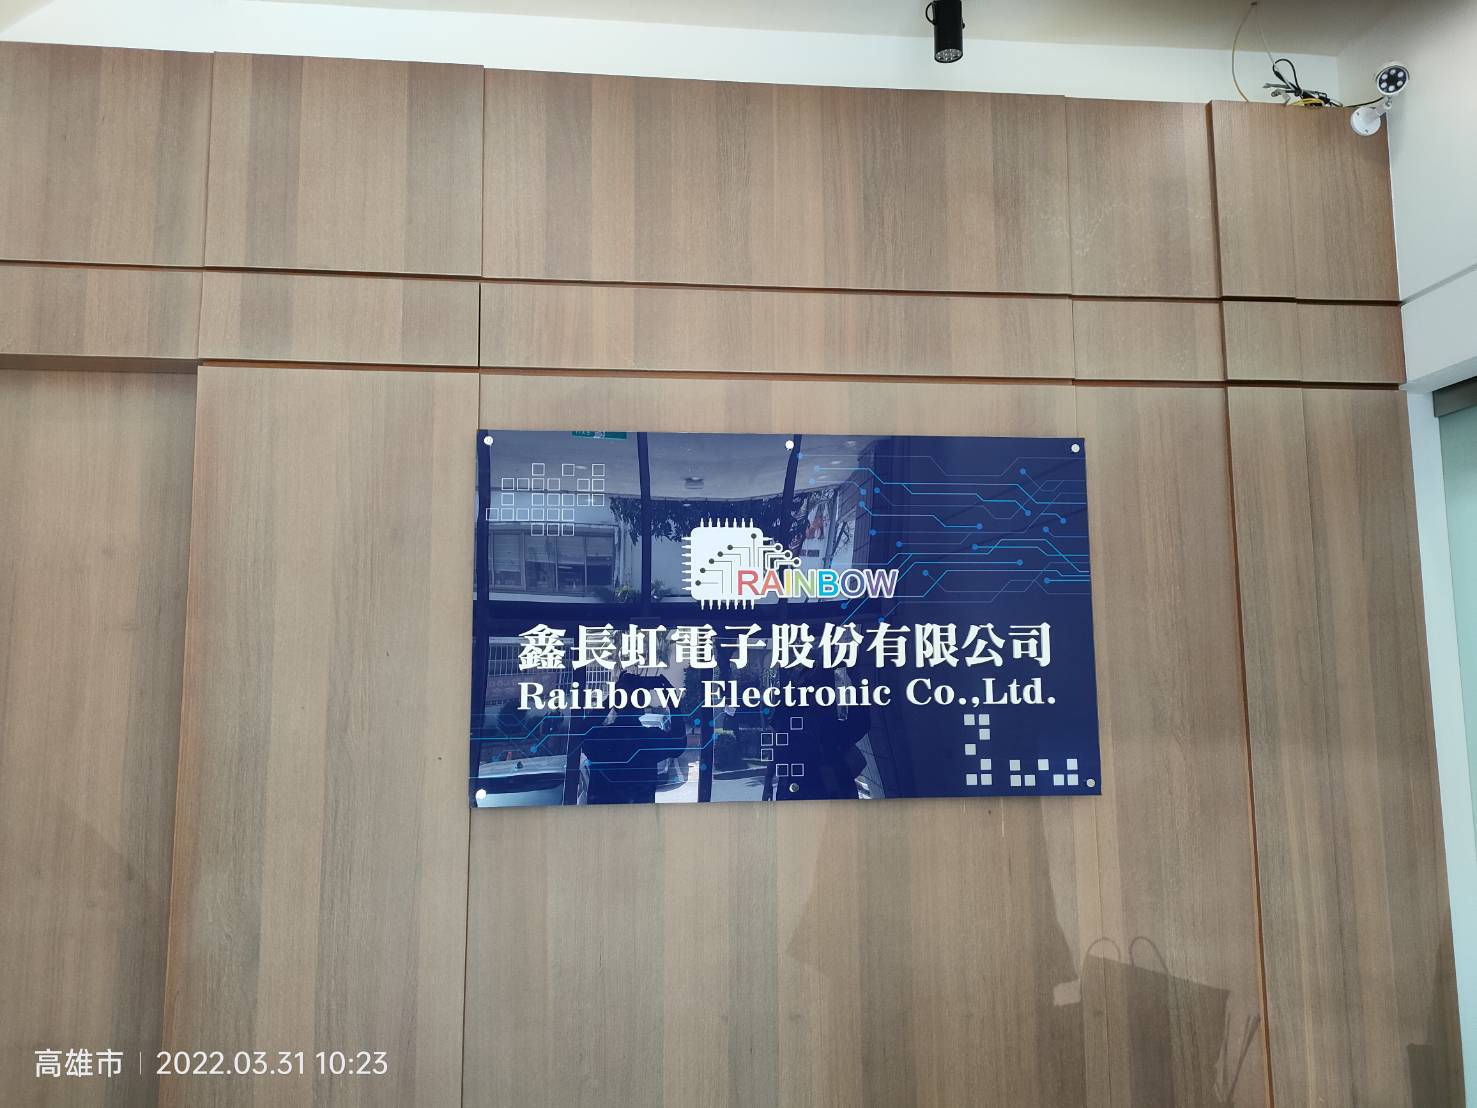 RAINBOW
鑫長虹電子股份有限公司
Rainbow Electronic Co.,Ltd.
高雄市 | 2022.03.31 10:23